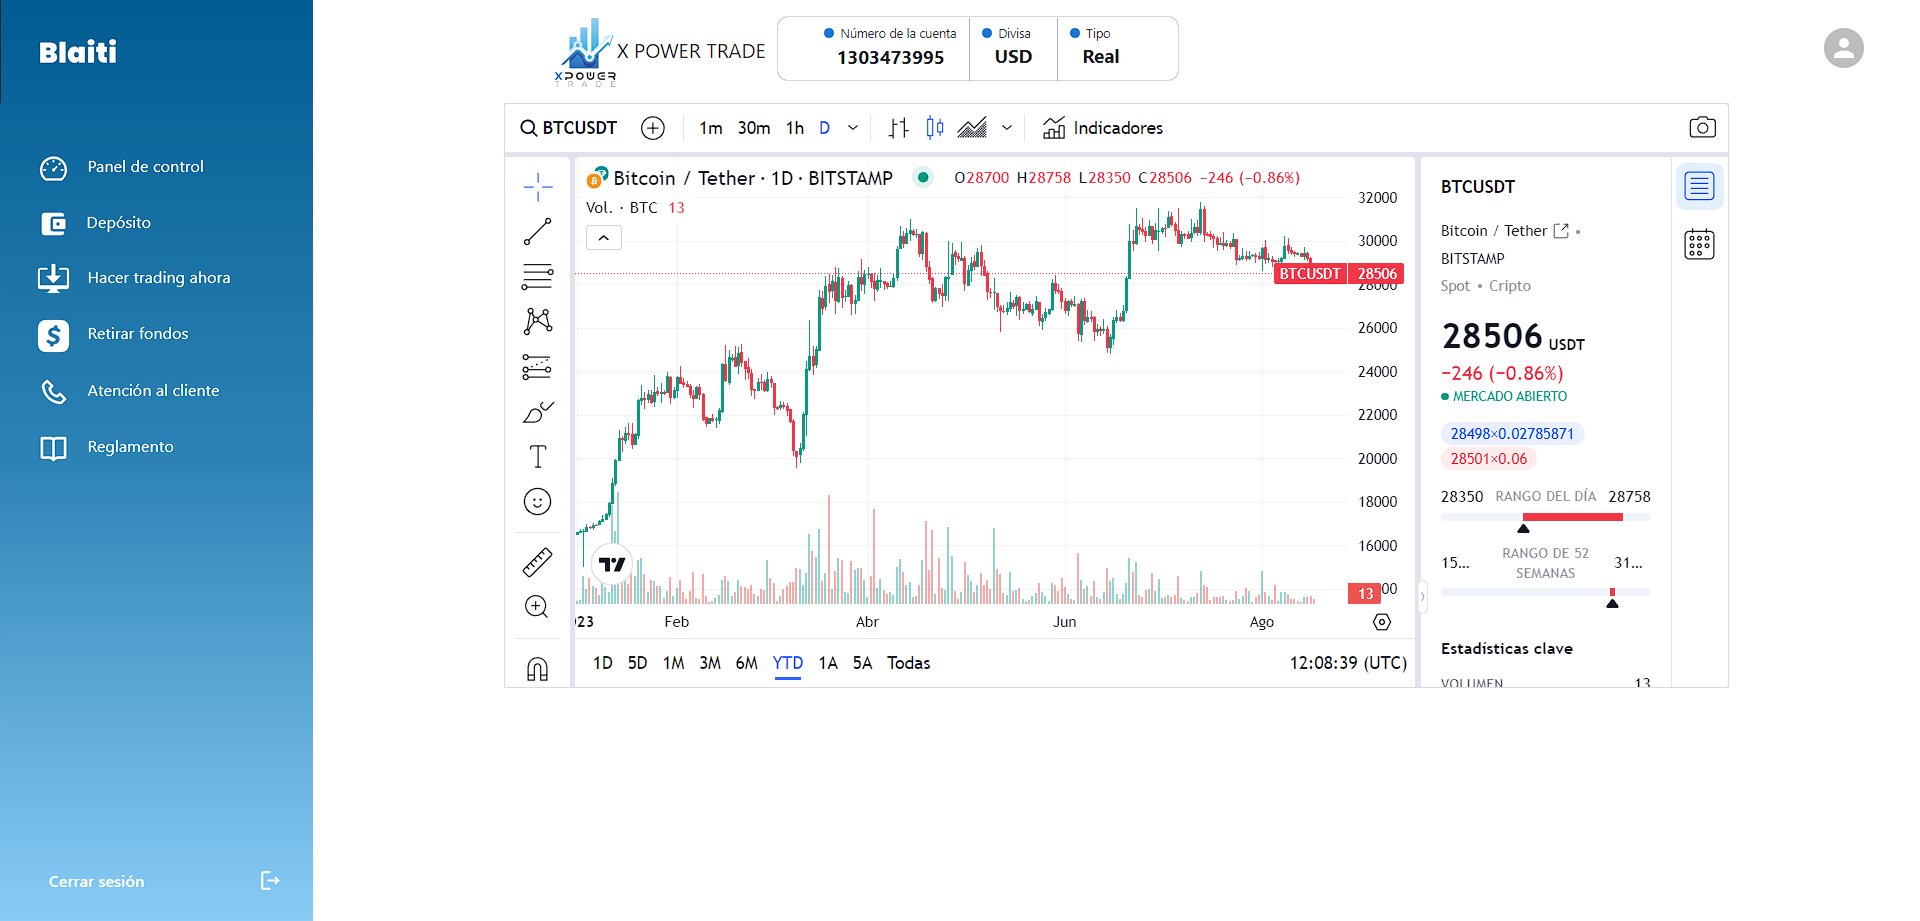 Blaiti
Panel de control
Depósito
Hacer trading ahora
Retirar fondos
Atención al cliente
Reglamento
Cerrar sesión
XPOWER
TRADE
X POWER TRADE
Número de la cuenta
1303473995
Divisa
USD
Tipo
Real
BTCUSDT
1m 30m 1h D
Indicadores
Bitcoin / Tether · 1D · BITSTAMP
O28700 H28758 L28350 C28506 −246 (−0.86%)
Vol. · BTC 13
32000
30000
BTCUSDT 28506
28000
26000
24000
22000
20000
18000
16000
13
00
23 Feb Abr Jun Ago
1D 5D 1M 3M 6M YTD 1A 5A Todas
12:08:39 (UTC)
BTCUSDT
Bitcoin / Tether •
BITSTAMP
Spot • Cripto
28506 USDT
−246 (−0.86%)
MERCADO ABIERTO
28498×0.02785871
28501×0.06
28350 RANGO DEL DÍA 28758
15... RANGO DE 52 SEMANAS 31...
Estadísticas clave
VOLUMEN 13